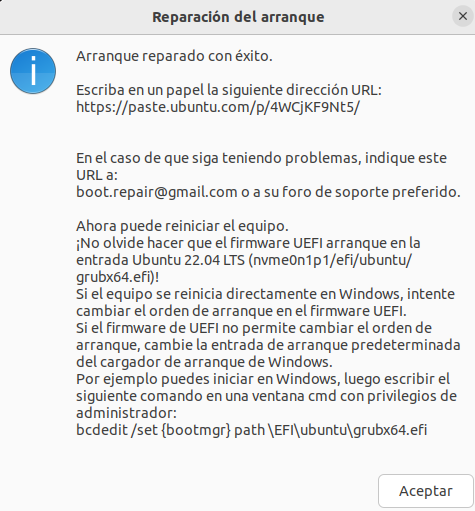 Reparación del arranque
Arranque reparado con éxito.
Escriba en un papel la siguiente dirección URL:
https://paste.ubuntu.com/p/4WCjKF9Nt5/
En el caso de que siga teniendo problemas, indique este
URL a:
boot.repair@gmail.com o a su foro de soporte preferido.
Ahora puede reiniciar el equipo.
¡No olvide hacer que el firmware UEFI arranque en la
entrada Ubuntu 22.04 LTS (nvme0n1p1/efi/ubuntu/
grubx64.efi)!
Si el equipo se reinicia directamente en Windows, intente
cambiar el orden de arranque en el firmware UEFI.
Si el firmware de UEFI no permite cambiar el orden de
arranque, cambie la entrada de arranque predeterminada
del cargador de arranque de Windows.
Por ejemplo puedes iniciar en Windows, luego escribir el
siguiente comando en una ventana cmd con privilegios de
administrador:
bcdedit /set {bootmgr} path \EFI\ubuntu\grubx64.efi
Aceptar